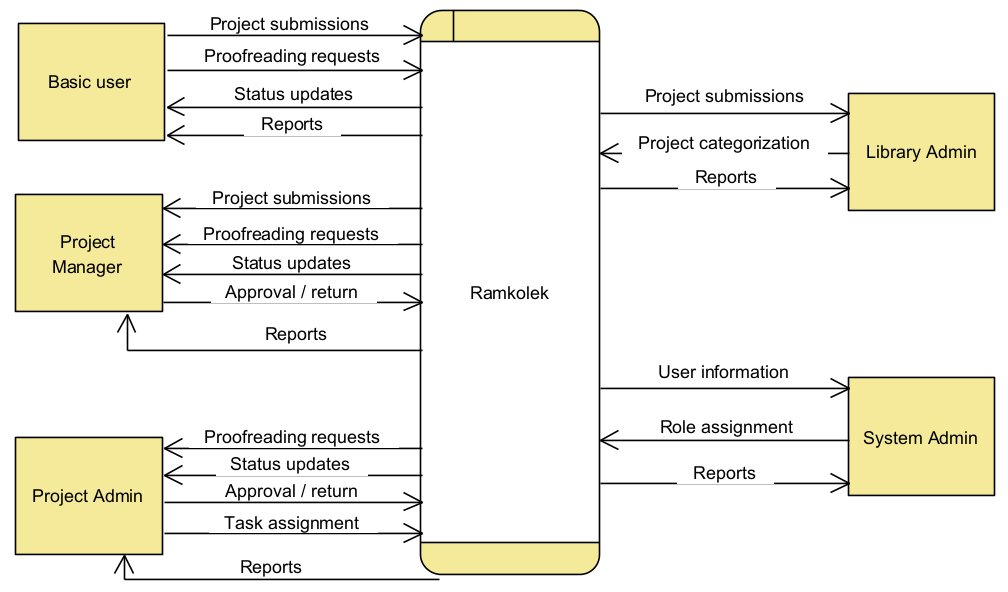 Project submissions
Proofreading requests
Basic user
Status updates
Reports
Project submissions
Project categorization
Library Admin
Reports
Project submissions
Proofreading requests
Project
Manager
Status updates
Approval / return
Reports
Ramkolek
User information
Role assignment
System Admin
Reports
Proofreading requests
Status updates
Project Admin
Approval / return
Task assignment
Reports